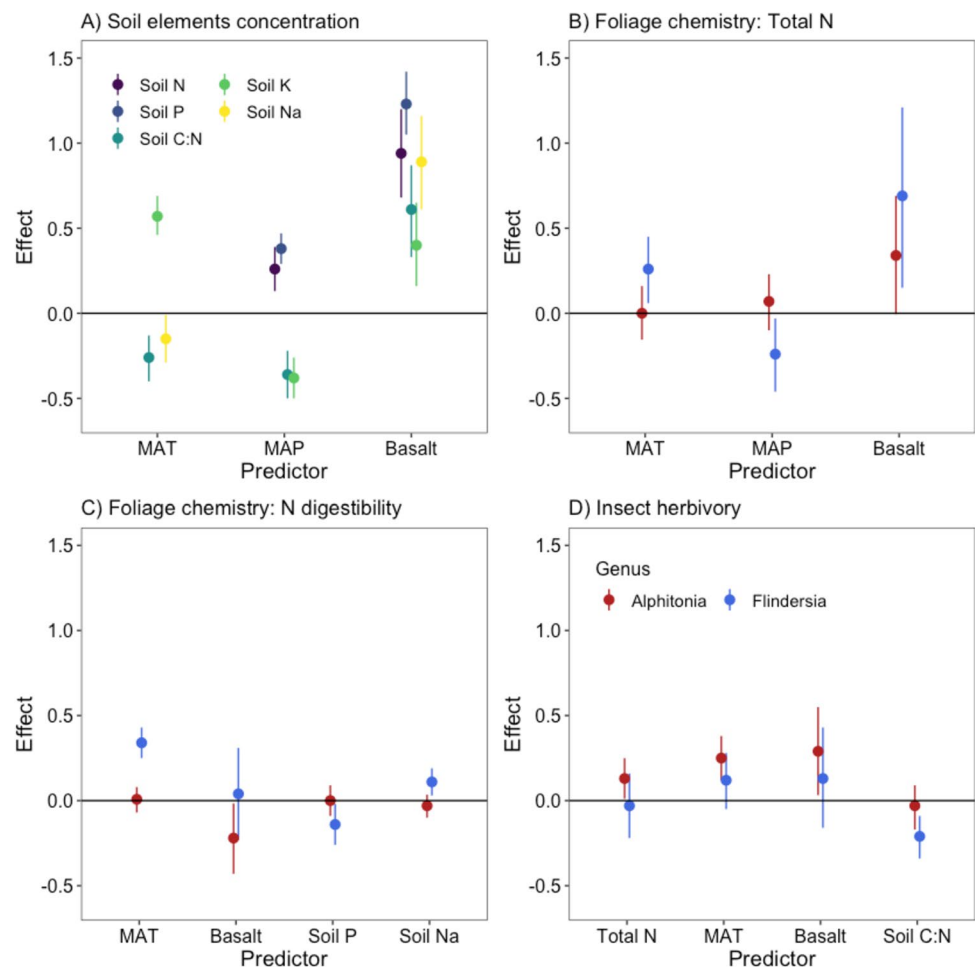 A) Soil elements concentration
1.5
1.0
0.5
0.0
-0.5
Effect
Soil N
Soil P
Soil C:N
Soil K
Soil Na
MAT MAP Basalt
Predictor
B) Foliage chemistry: Total N
1.5
1.0
0.5
0.0
-0.5
Effect
MAT MAP Basalt
Predictor
C) Foliage chemistry: N digestibility
1.5
1.0
0.5
0.0
-0.5
Effect
MAT Basalt Soil P Soil Na
Predictor
D) Insect herbivory
1.5
1.0
0.5
0.0
-0.5
Effect
Genus
Alphitonia Flindersia
Total N MAT Basalt Soil C:N
Predictor